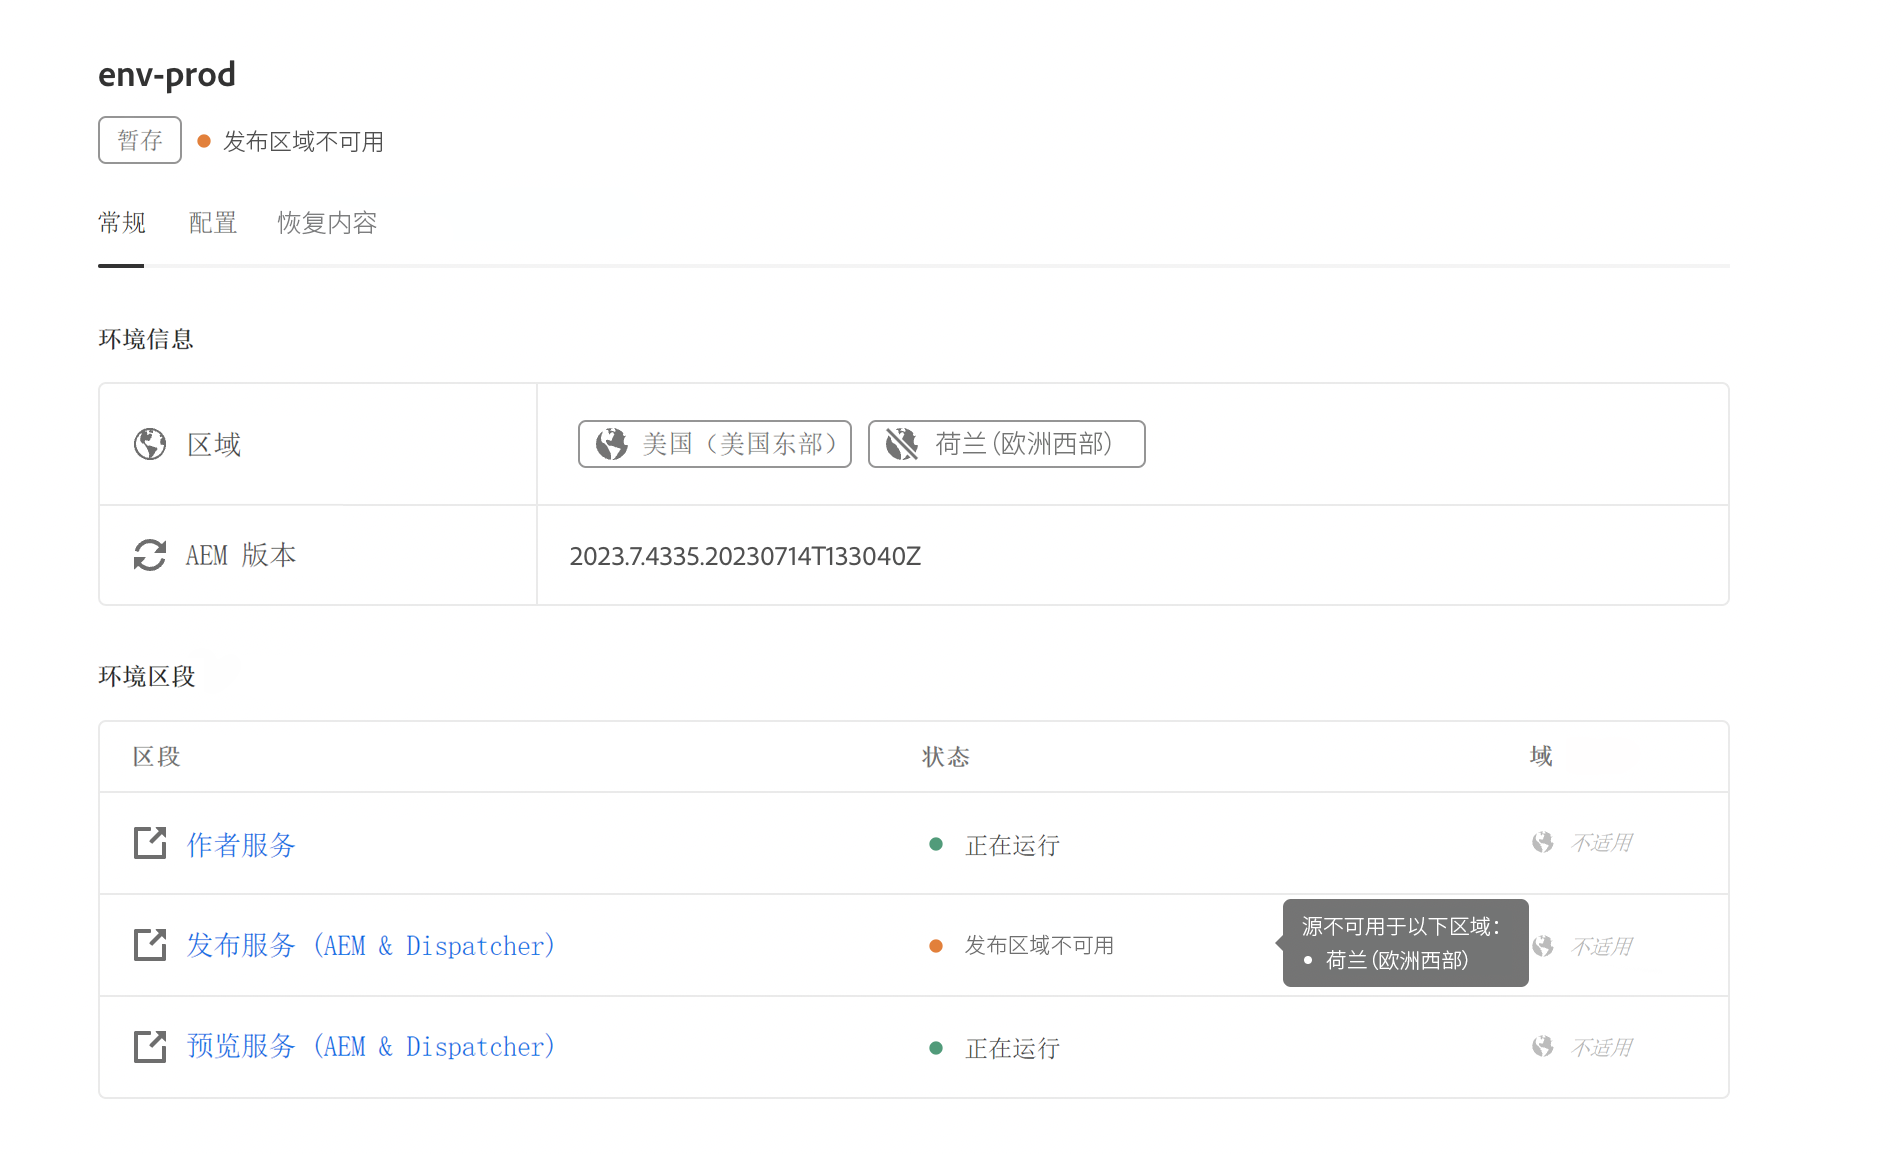 env-prod
暂存 发布区域不可用
常规 配置 恢复内容
环境信息
区域 美国（美国东部） 荷兰(欧洲西部)
AEM 版本 2023.7.4335.20230714T133040Z
环境区段
区段 状态 域
作者服务 正在运行 不适用
发布服务 (AEM & Dispatcher) 发布区域不可用 不适用
源不可用于以下区域：
• 荷兰(欧洲西部)
预览服务 (AEM & Dispatcher) 正在运行 不适用